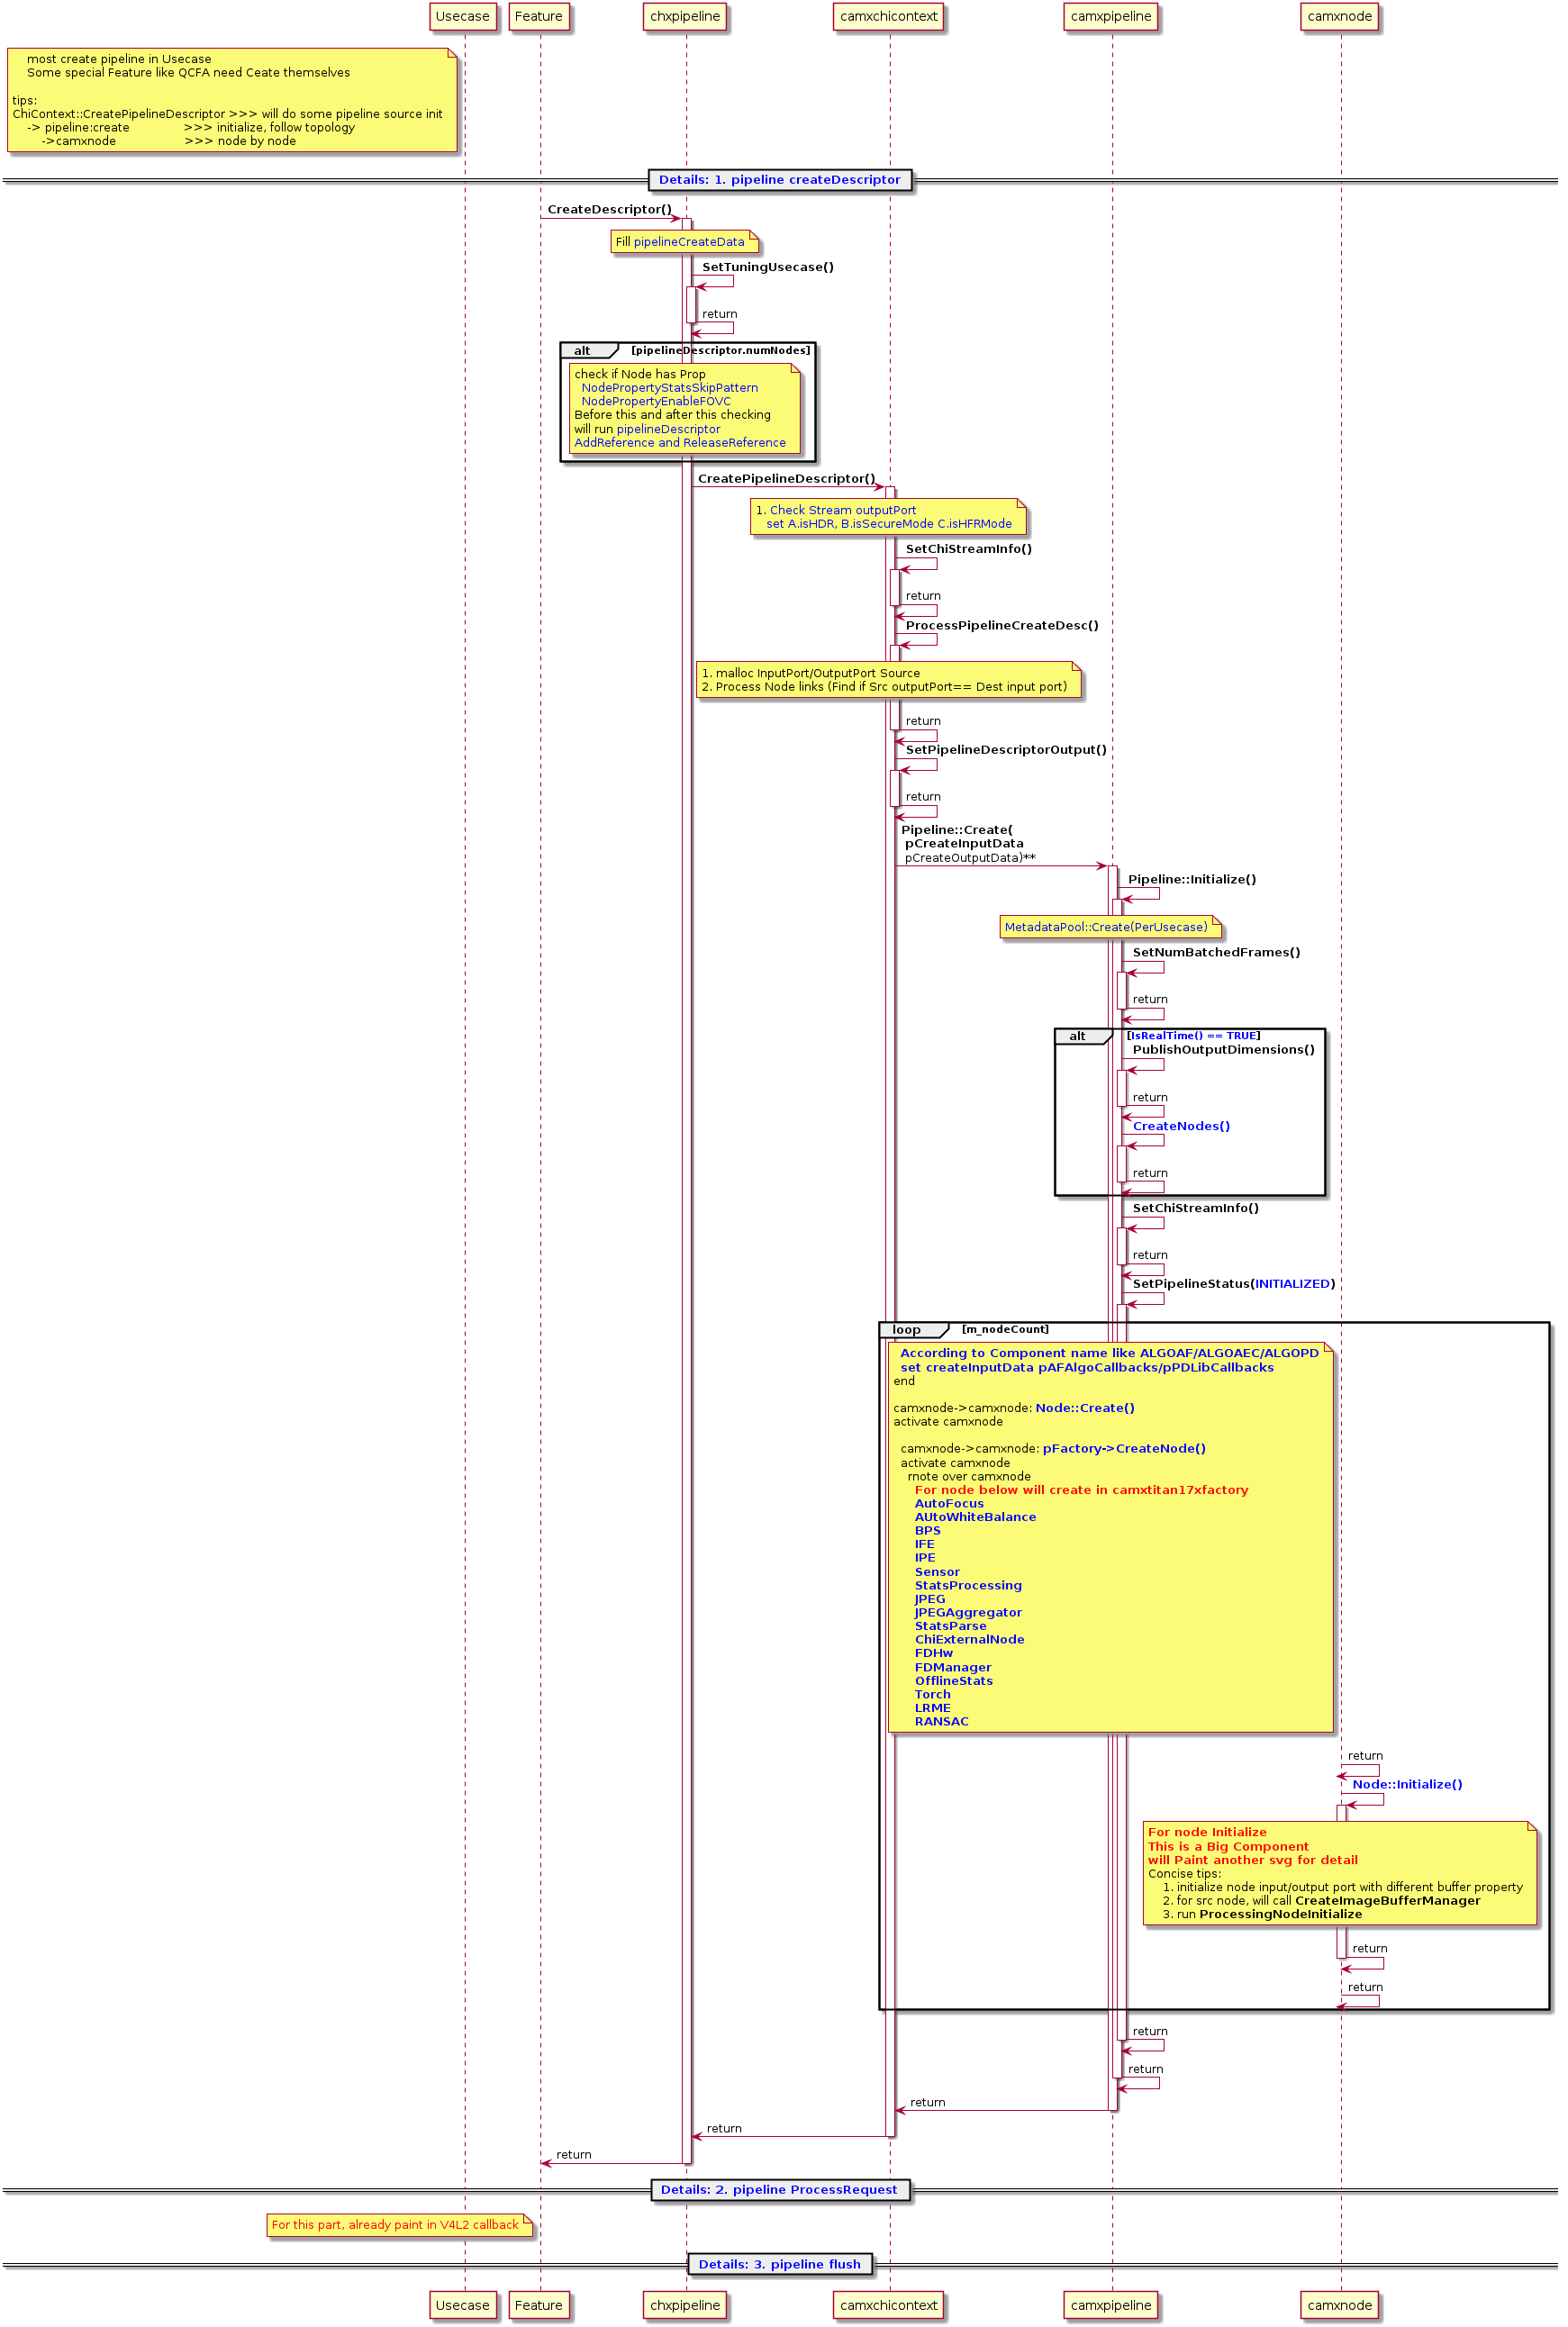 Usecase
Feature
chxpipeline
camxchicontext
camxpipeline
camxnode
most create pipeline in Usecase
Some special Feature like QCFA need Ceate themselves
tips:
ChiContext::CreatePipelineDescriptor >>> will do some pipeline source init
-> pipeline:create >>> initialize, follow topology
->camxnode >>> node by node
Details: 1. pipeline createDescriptor
CreateDescriptor()
Fill pipelineCreateData
SetTuningUsecase()
return
alt [pipelineDescriptor.numNodes]
check if Node has Prop
NodePropertyStatsSkipPattern
NodePropertyEnableFOVC
Before this and after this checking
will run pipelineDescriptor
AddReference and ReleaseReference
CreatePipelineDescriptor()
1. Check Stream outputPort
set A.isHDR, B.isSecureMode C.isHFRMode
SetChiStreamInfo()
return
ProcessPipelineCreateDesc()
1. malloc InputPort/OutputPort Source
2. Process Node links (Find if Src outputPort== Dest input port)
return
SetPipelineDescriptorOutput()
return
Pipeline::Create(
pCreateInputData
pCreateOutputData)**
Pipeline::Initialize()
MetadataPool::Create(PerUsecase)
SetNumBatchedFrames()
return
alt [IsRealTime() == TRUE]
PublishOutputDimensions()
return
CreateNodes()
return
SetChiStreamInfo()
return
SetPipelineStatus(INITIALIZED)
loop [m_nodeCount]
According to Component name like ALGOAF/ALGOAEC/ALGOPD
set createInputData pAFAlgoCallbacks/pPDLibCallbacks
end
camxnode->camxnode: Node::Create()
activate camxnode
camxnode->camxnode: pFactory->CreateNode()
activate camxnode
rnote over camxnode
For node below will create in camxtitan17xfactory
AutoFocus
AUtoWhiteBalance
BPS
IFE
IPE
Sensor
StatsProcessing
JPEG
JPEGAggregator
StatsParse
ChiExternalNode
FDHw
FDManager
OfflineStats
Torch
LRME
RANSAC
return
Node::Initialize()
For node Initialize
This is a Big Component
will Paint another svg for detail
Concise tips:
1. initialize node input/output port with different buffer property
2. for src node, will call CreateImageBufferManager
3. run ProcessingNodeInitialize
return
return
return
return
return
return
return
Details: 2. pipeline ProcessRequest
For this part, already paint in V4L2 callback
Details: 3. pipeline flush
Usecase
Feature
chxpipeline
camxchicontext
camxpipeline
camxnode